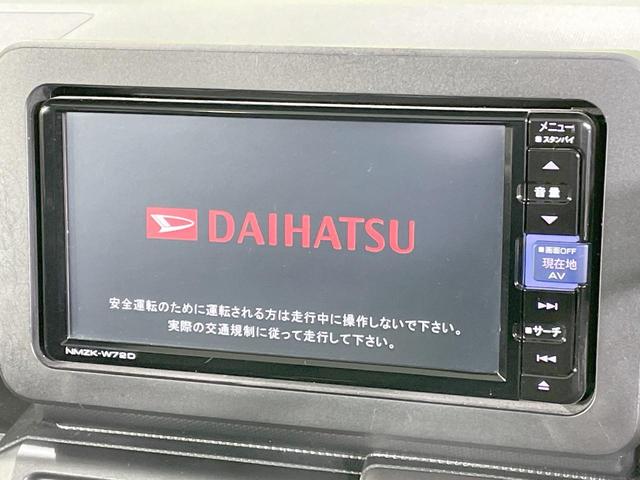 DAIHATSU
安全運転のために運転される方は走行中に操作しないで下さい。
実際の交通規制に従って走行して下さい。
NMZK-W72D
メニュー
スタンバイ
音量
画面OFF
現在地
AV
サーチ